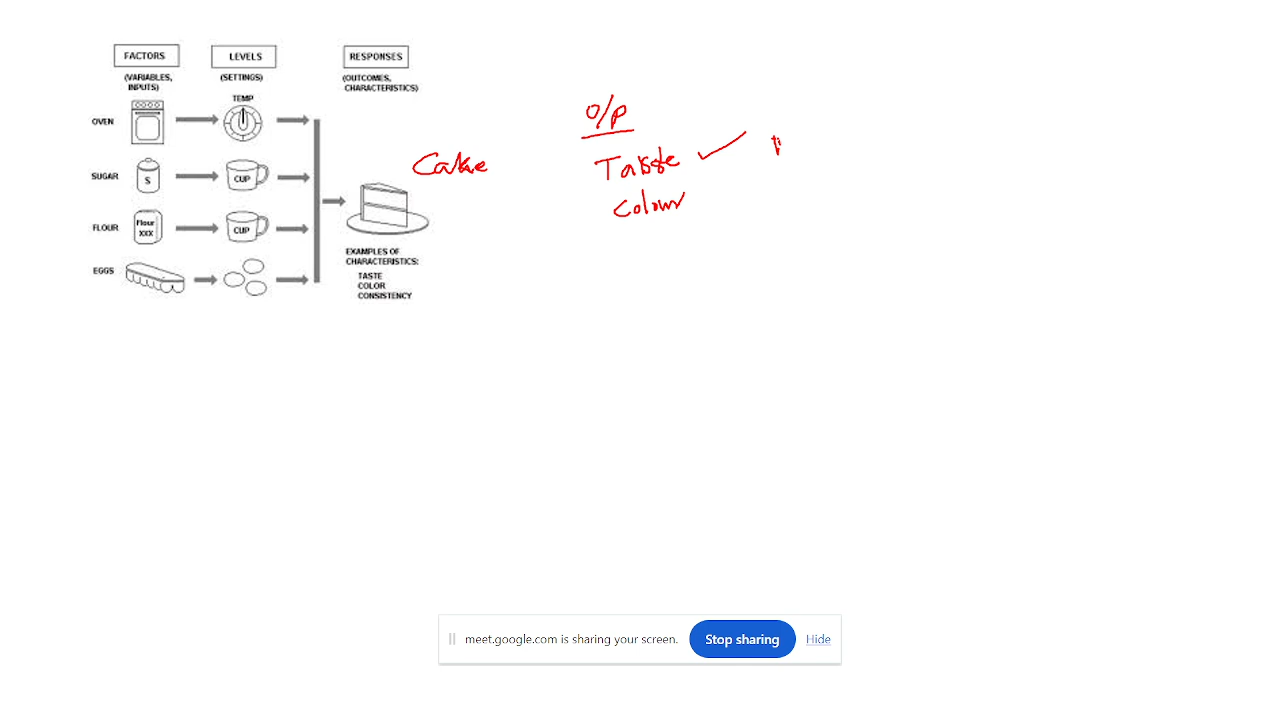 FACTORS
LEVELS
RESPONSES
(VARIABLES,
INPUTS)
(SETTINGS)
(OUTCOMES,
CHARACTERISTICS)
TEMP
OVEN
SUGAR
S
CUP
FLOUR
Flour
XXX
CUP
EGGS
EXAMPLES OF
CHARACTERISTICS:
TASTE
COLOR
CONSISTENCY
Cake
O/P
Taste
Colour
meet.google.com is sharing your screen.
Stop sharing
Hide